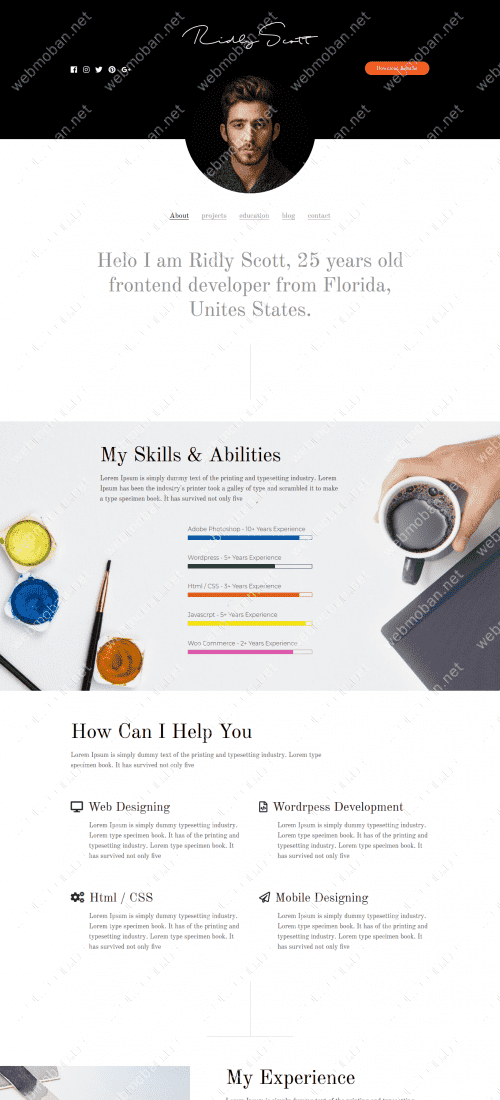 Ridly Scott
Download Resume
About projects education blog contact
Helo I am Ridly Scott, 25 years old
frontend developer from Florida,
Unites States.
My Skills & Abilities
Lorem Ipsum is simply dummy text of the printing and typesetting industry. Lorem
Ipsum has been the industry's printer took a galley of type and scrambled it to make
a type specimen book. It has survived not only five
Adobe Photoshop - 10+ Years Experience
Wordpress - 5+ Years Experience
Html / CSS - 3+ Years Experience
Javascrpt - 5+ Years Experience
Woo Commerce - 2+ Years Experience
How Can I Help You
Lorem Ipsum is simply dummy text of the printing and typesetting industry. Lorem Ipsum type
specimen book. It has survived not only five
Web Designing
Lorem Ipsum is simply dummy typesetting industry.
Lorem type specimen book. It has of the printing and
typesetting industry. Lorem type specimen book. It
has survived not only five
Wordrpess Development
Lorem Ipsum is simply dummy typesetting industry.
Lorem type specimen book. It has of the printing and
typesetting industry. Lorem type specimen book. It
has survived not only five
Html / CSS
Lorem Ipsum is simply dummy typesetting industry.
Lorem type specimen book. It has of the printing and
typesetting industry. Lorem type specimen book. It
has survived not only five
Mobile Designing
Lorem Ipsum is simply dummy typesetting industry.
Lorem type specimen book. It has of the printing and
typesetting industry. Lorem type specimen book. It
has survived not only five
My Experience
webmoban.net